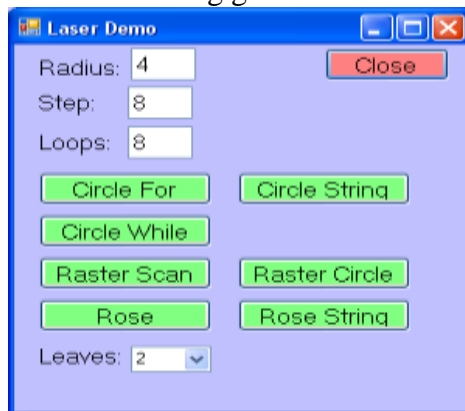 Laser Demo
Radius: 4 Close
Step: 8
Loops: 8
Circle For Circle String
Circle While
Raster Scan Raster Circle
Rose Rose String
Leaves: 2